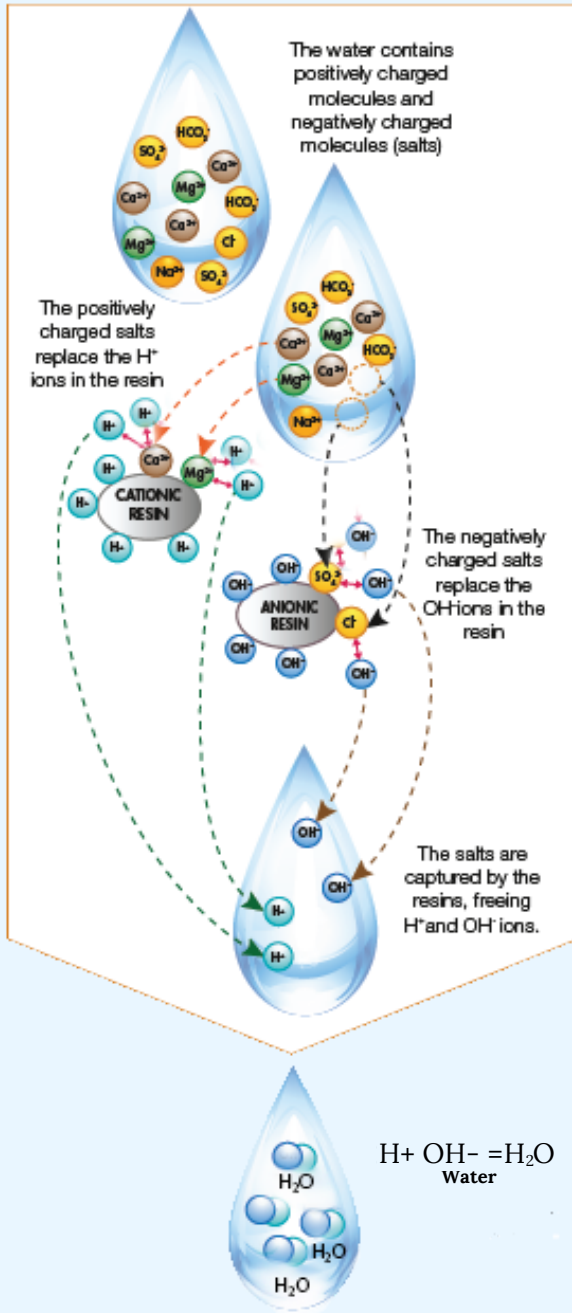 The water contains
positively charged
molecules and
negatively charged
molecules (salts)
HCO₃⁻
SO₄²⁻
Ca²⁺
Mg²⁺
Ca²⁺
HCO₃⁻
Ca²⁺
Cl⁻
Mg²⁺
Na²⁺
SO₄²⁻
The positively
charged salts
replace the H⁺
ions in the resin
HCO₃⁻
SO₄²⁻
Ca²⁺
Mg²⁺
Ca²⁺
HCO₃⁻
Ca²⁺
Mg²⁺
Na²⁺
H+
H+
H+
Ca²⁺
Mg²⁺
H+
H+
H+
CATIONIC
RESIN
H+
H+
The negatively
charged salts
replace the
OH⁻ions in the
resin
OH⁻
OH⁻
SO₄²⁻
OH⁻
OH⁻
ANIONIC
RESIN
Cl⁻
OH⁻
OH⁻
OH⁻
OH⁻
OH⁻
H+
H+
The salts are
captured by the
resins, freeing
H⁺and OH⁻ ions.
H+ OH- =H₂O
Water
H₂O
H₂O
H₂O